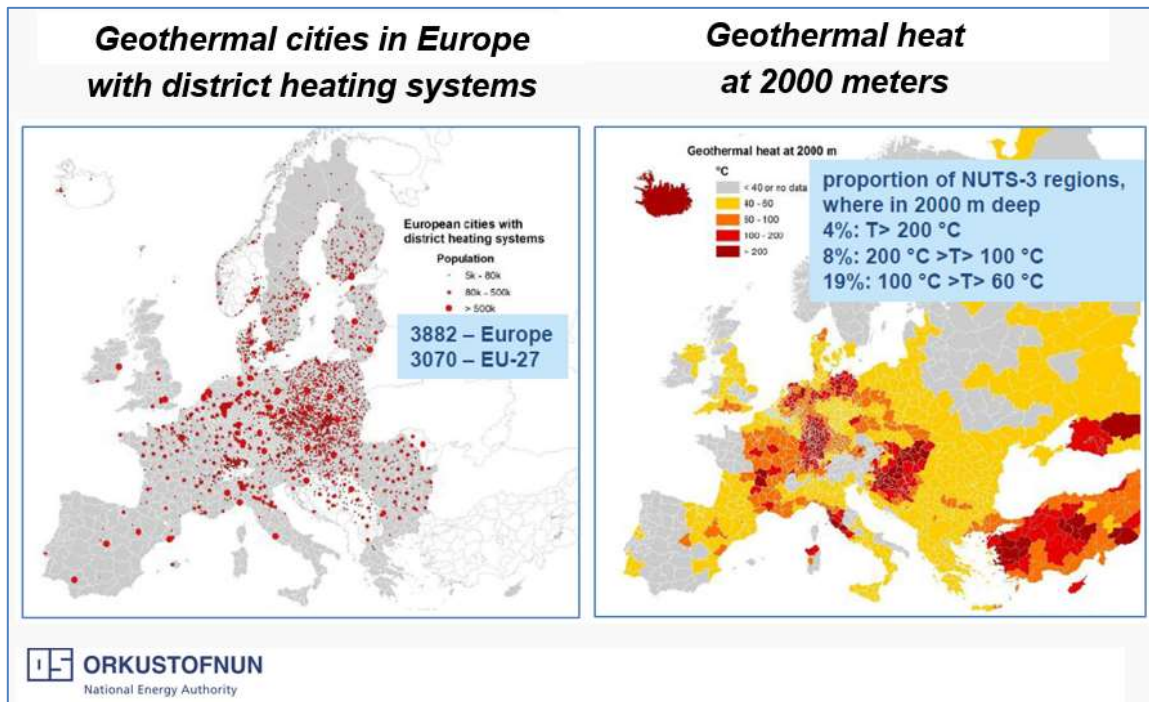 Geothermal cities in Europe
with district heating systems
Geothermal heat
at 2000 meters
European cities with
district heating systems
Population
5k - 80k
80k - 500k
> 500k
3882 – Europe
3070 – EU-27
Geothermal heat at 2000 m
°C
< 40 or no data
40 - 60
60 - 100
100 - 200
> 200
proportion of NUTS-3 regions,
where in 2000 m deep
4%: T> 200 °C
8%: 200 °C >T> 100 °C
19%: 100 °C >T> 60 °C
OS ORKUSTOFNUN
National Energy Authority